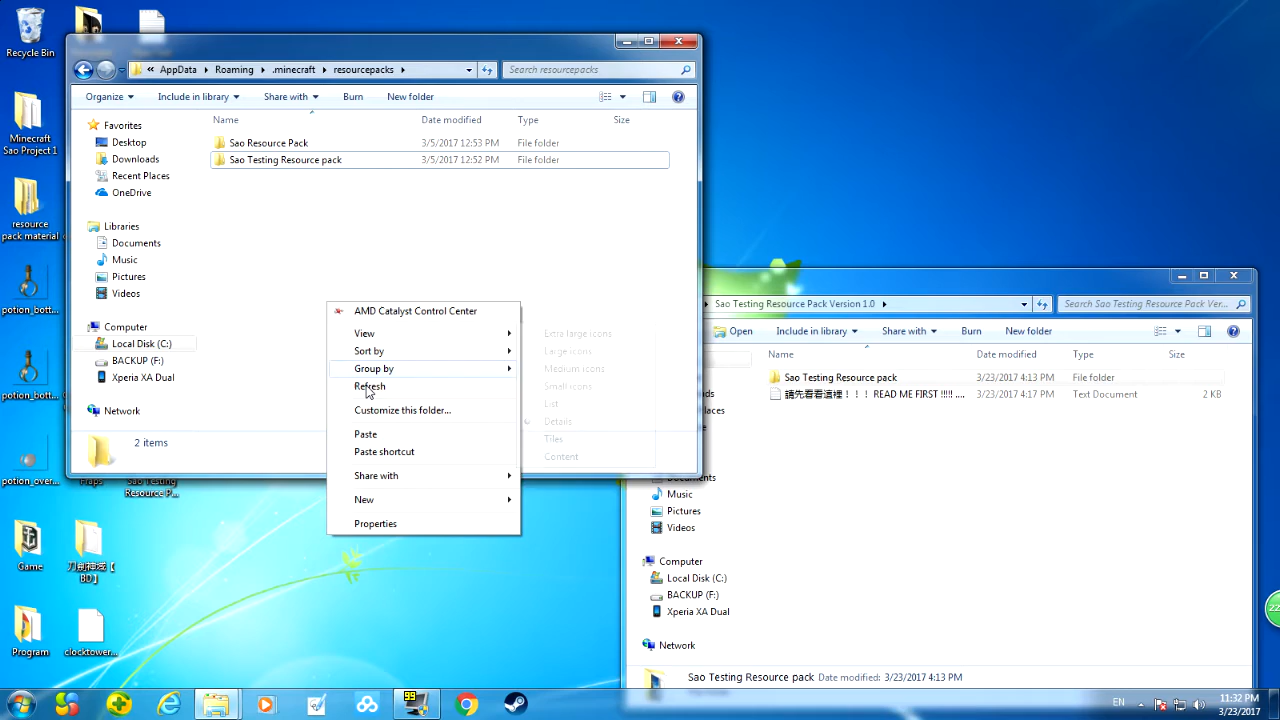 Recycle Bin
Minecraft
Sao Project 1
resource
pack material
potion_bott...
potion_bott...
potion_over...
Fraps
Sao Testing
Resource P...
Game
刀劍神域【
BD】
Program
clocktower...
« AppData
Roaming
.minecraft
resourcepacks
Search resourcepacks
Organize
Include in library
Share with
Burn
New folder
Name
Date modified
Type
Size
Sao Resource Pack
3/5/2017 12:53 PM
File folder
Sao Testing Resource pack
3/5/2017 12:52 PM
File folder
Favorites
Desktop
Downloads
Recent Places
OneDrive
Libraries
Documents
Music
Pictures
Videos
Computer
Local Disk (C:)
BACKUP (F:)
Xperia XA Dual
Network
2 items
AMD Catalyst Control Center
View
Sort by
Group by
Refresh
Customize this folder...
Paste
Paste shortcut
Share with
New
Properties
Extra large icons
Large icons
Medium icons
Small icons
List
Details
Tiles
Content
Sao Testing Resource Pack Version 1.0
Search Sao Testing Resource Pack Ver...
Open
Include in library
Share with
Burn
New folder
Name
Date modified
Type
Size
Sao Testing Resource pack
3/23/2017 4:13 PM
File folder
請先看看這裡！！！ READ ME FIRST !!!!! ....
3/23/2017 4:17 PM
Text Document
2 KB
Documents
Music
Pictures
Videos
Computer
Local Disk (C:)
BACKUP (F:)
Xperia XA Dual
Network
Sao Testing Resource pack
Date modified: 3/23/2017 4:13 PM
22
99
EN
11:32 PM
3/23/2017